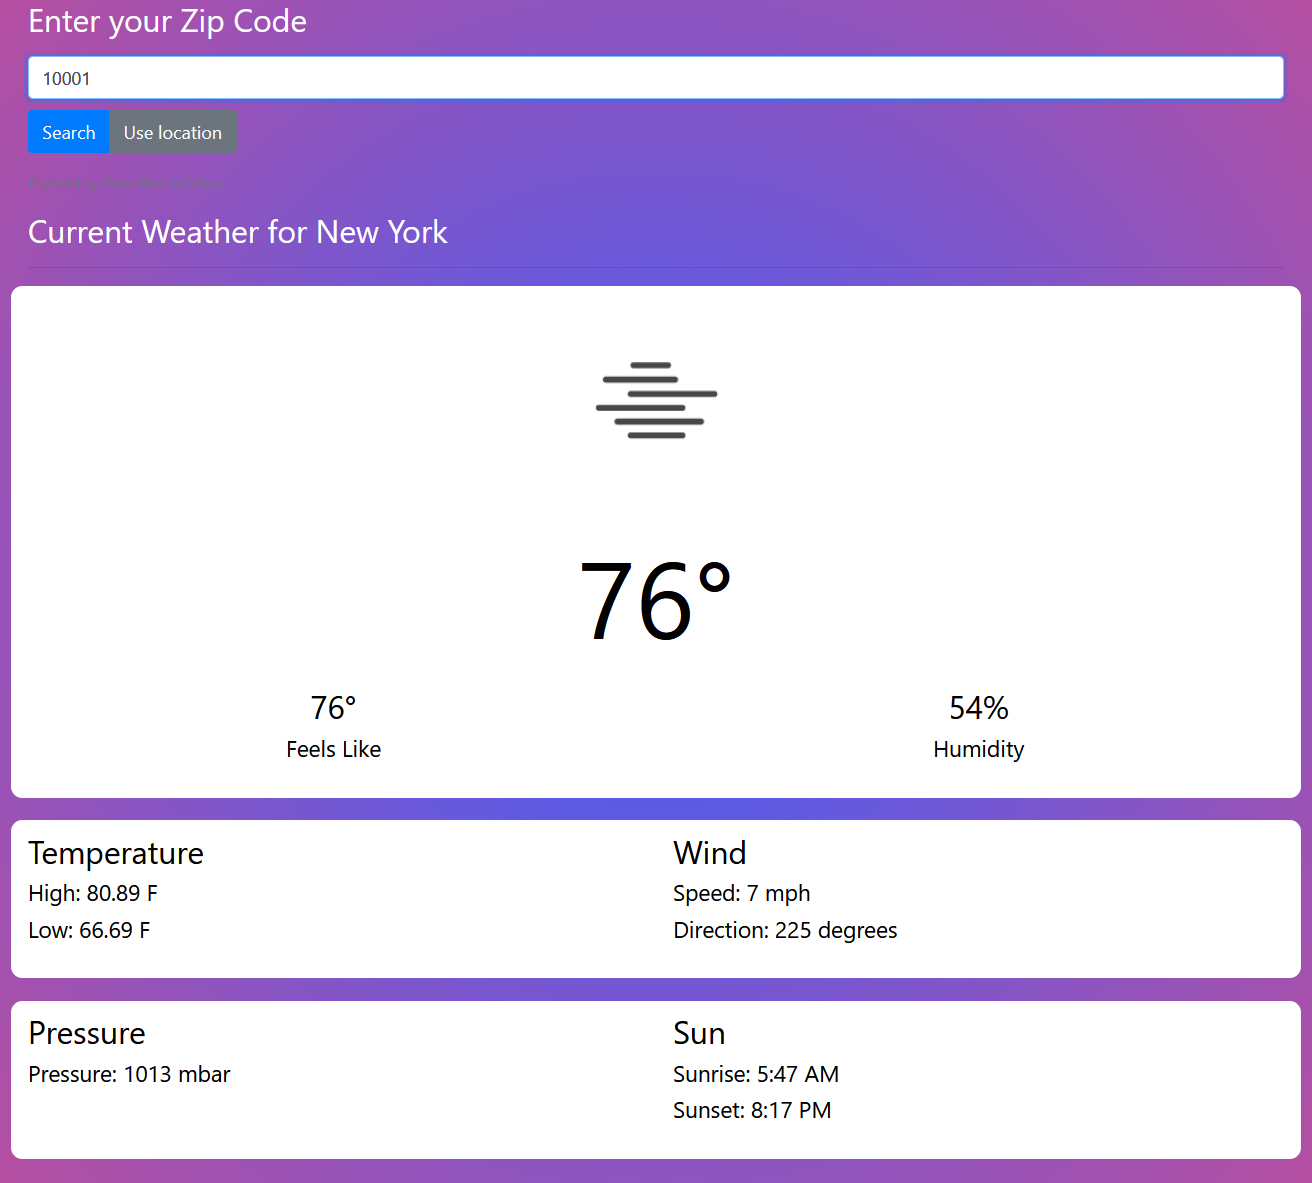 Enter your Zip Code
10001
Search Use location
Powered by OpenWeatherMap
Current Weather for New York
76°
76° 54%
Feels Like Humidity
Temperature Wind
High: 80.89 F Speed: 7 mph
Low: 66.69 F Direction: 225 degrees
Pressure Sun
Pressure: 1013 mbar Sunrise: 5:47 AM
Sunset: 8:17 PM